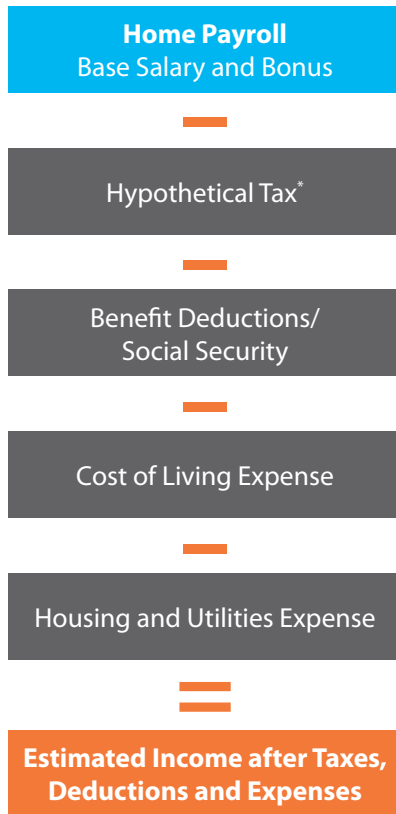 Home Payroll
Base Salary and Bonus
Hypothetical Tax*
Benefit Deductions/
Social Security
Cost of Living Expense
Housing and Utilities Expense
Estimated Income after Taxes,
Deductions and Expenses